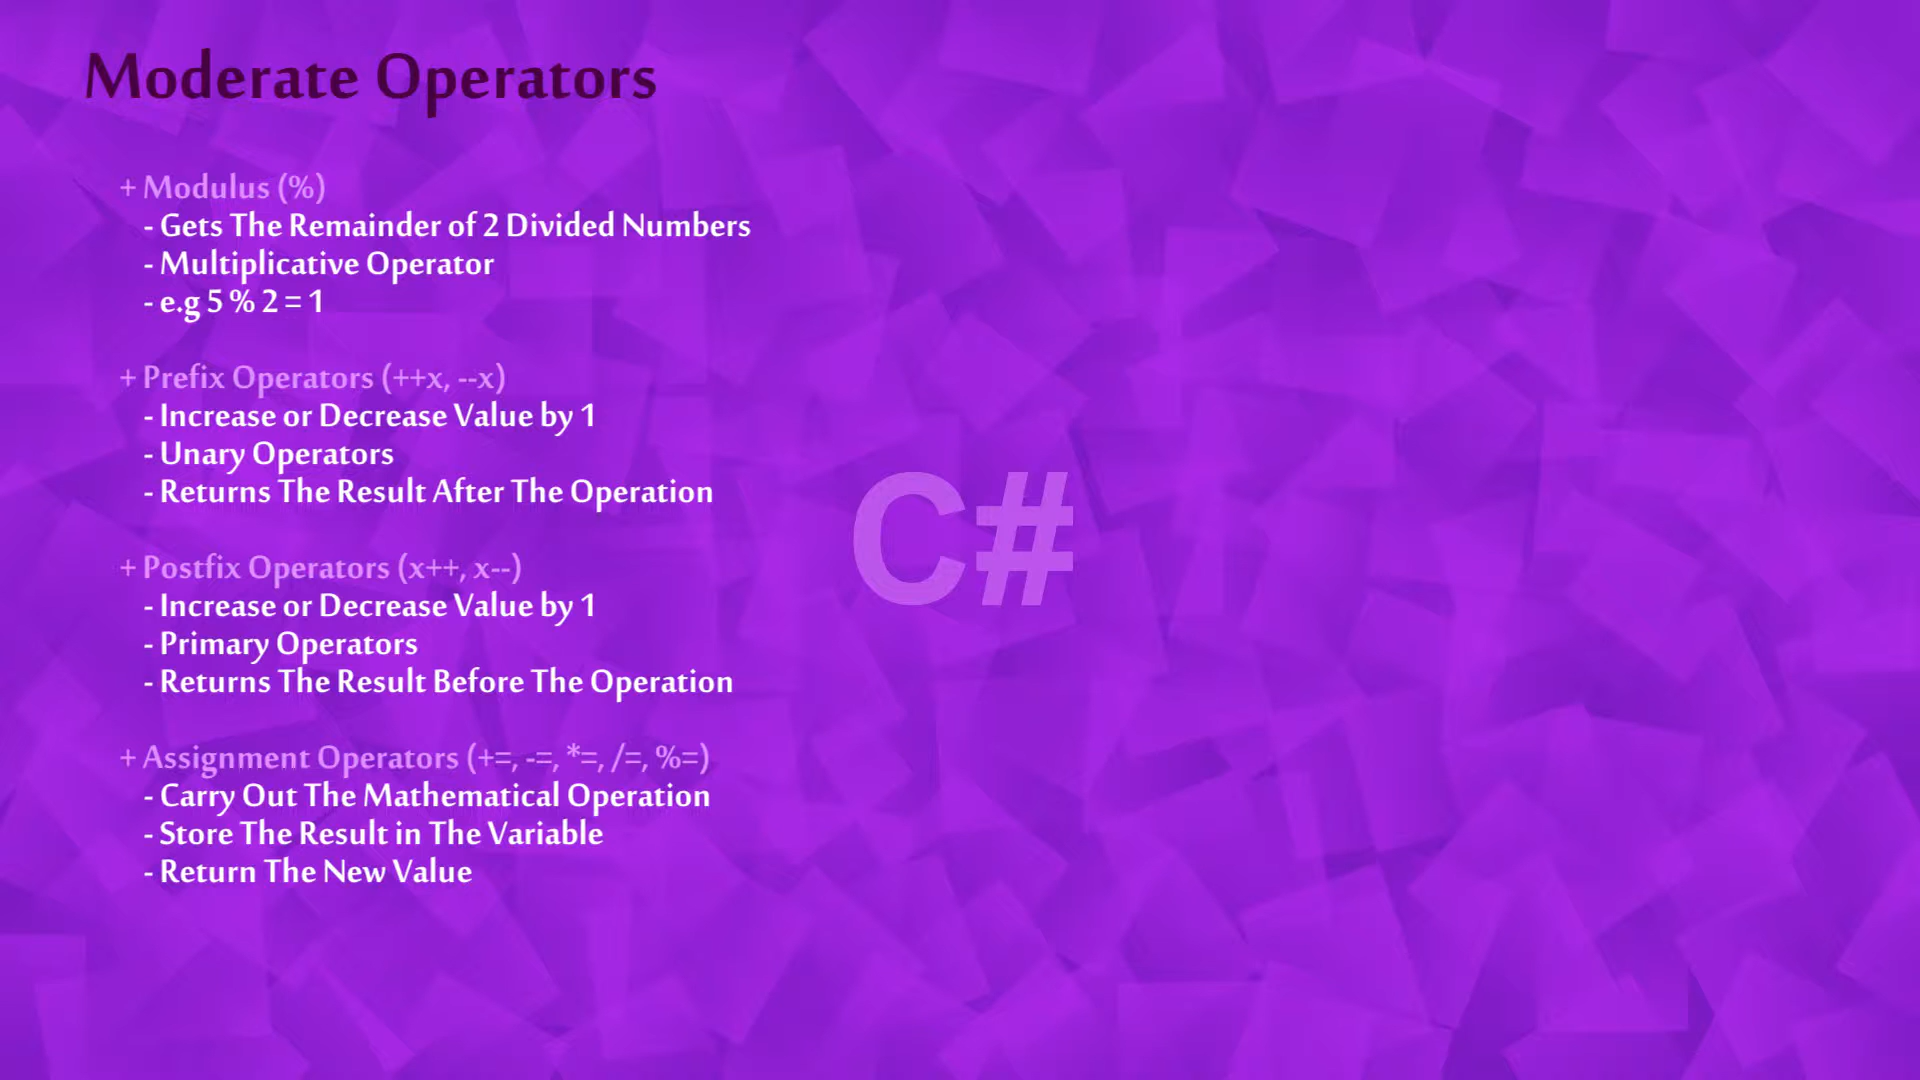 Moderate Operators
+ Modulus (%)
- Gets The Remainder of 2 Divided Numbers
- Multiplicative Operator
- e.g 5 % 2 = 1
+ Prefix Operators (++x, --x)
- Increase or Decrease Value by 1
- Unary Operators
- Returns The Result After The Operation
C#
+ Postfix Operators (x++, x--)
- Increase or Decrease Value by 1
- Primary Operators
- Returns The Result Before The Operation
+ Assignment Operators (+=, -=, *=, /=, %=)
- Carry Out The Mathematical Operation
- Store The Result in The Variable
- Return The New Value